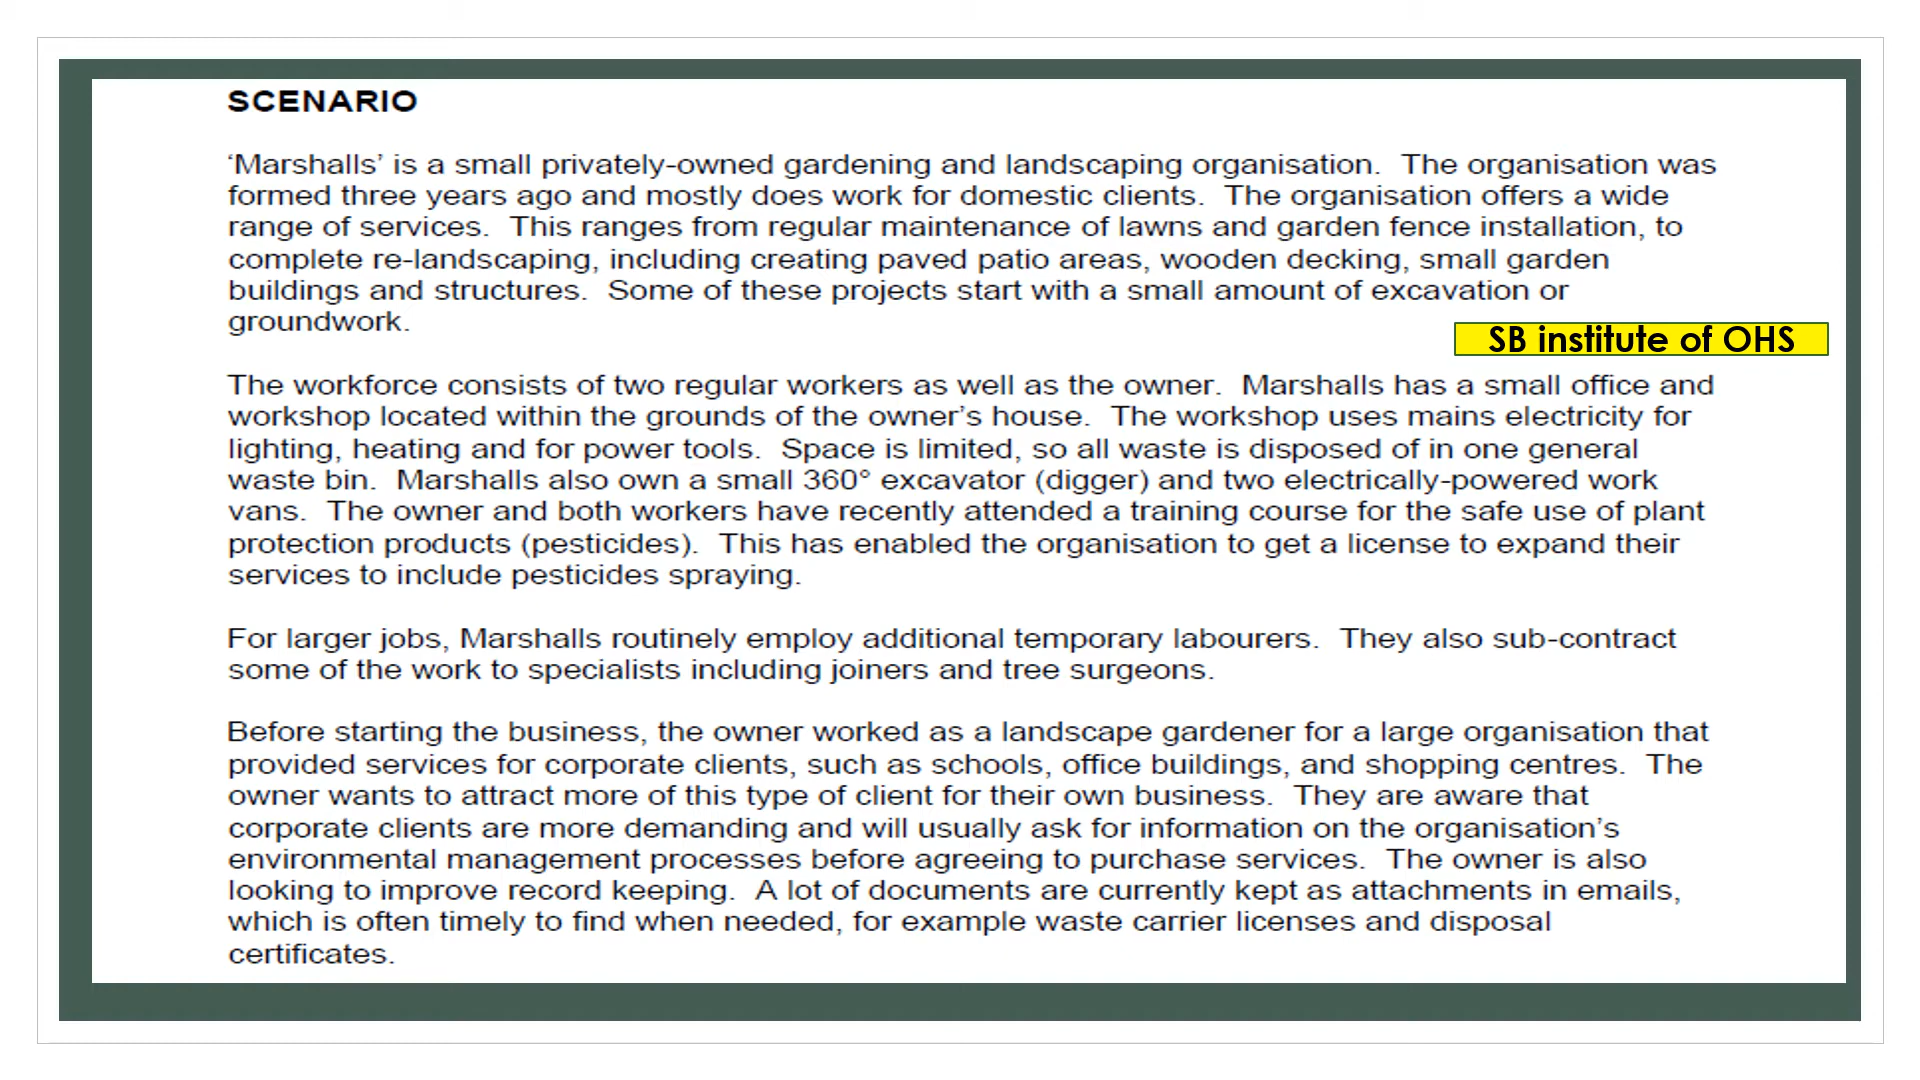 SCENARIO
‘Marshalls’ is a small privately-owned gardening and landscaping organisation. The organisation was
formed three years ago and mostly does work for domestic clients. The organisation offers a wide
range of services. This ranges from regular maintenance of lawns and garden fence installation, to
complete re-landscaping, including creating paved patio areas, wooden decking, small garden
buildings and structures. Some of these projects start with a small amount of excavation or
groundwork.
SB institute of OHS
The workforce consists of two regular workers as well as the owner. Marshalls has a small office and
workshop located within the grounds of the owner’s house. The workshop uses mains electricity for
lighting, heating and for power tools. Space is limited, so all waste is disposed of in one general
waste bin. Marshalls also own a small 360° excavator (digger) and two electrically-powered work
vans. The owner and both workers have recently attended a training course for the safe use of plant
protection products (pesticides). This has enabled the organisation to get a license to expand their
services to include pesticides spraying.
For larger jobs, Marshalls routinely employ additional temporary labourers. They also sub-contract
some of the work to specialists including joiners and tree surgeons.
Before starting the business, the owner worked as a landscape gardener for a large organisation that
provided services for corporate clients, such as schools, office buildings, and shopping centres. The
owner wants to attract more of this type of client for their own business. They are aware that
corporate clients are more demanding and will usually ask for information on the organisation’s
environmental management processes before agreeing to purchase services. The owner is also
looking to improve record keeping. A lot of documents are currently kept as attachments in emails,
which is often timely to find when needed, for example waste carrier licenses and disposal
certificates.